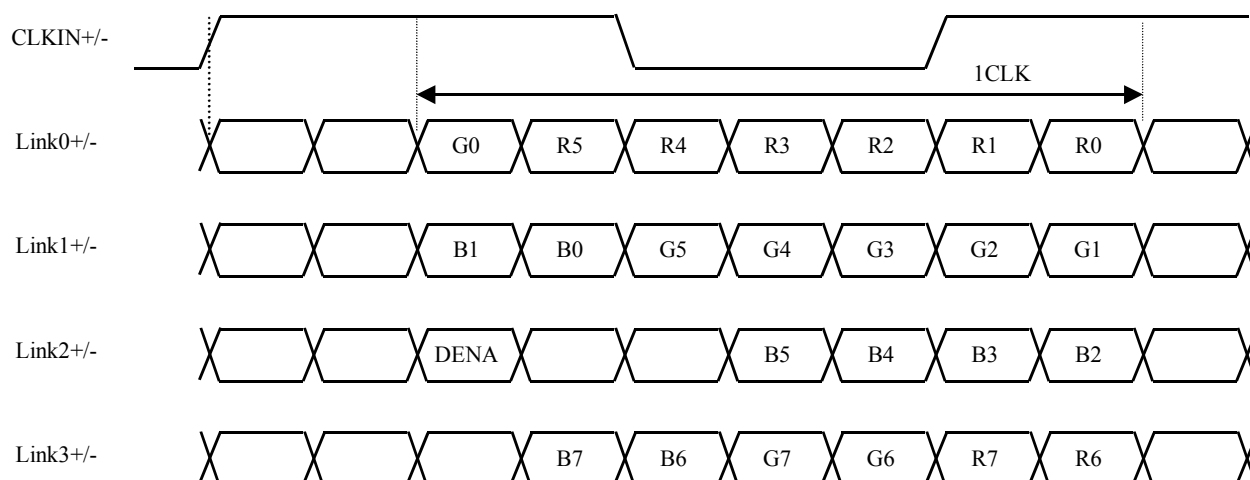 CLKIN+/-
1CLK
Link0+/- G0 R5 R4 R3 R2 R1 R0
Link1+/- B1 B0 G5 G4 G3 G2 G1
Link2+/- DENA B5 B4 B3 B2
Link3+/- B7 B6 G7 G6 R7 R6